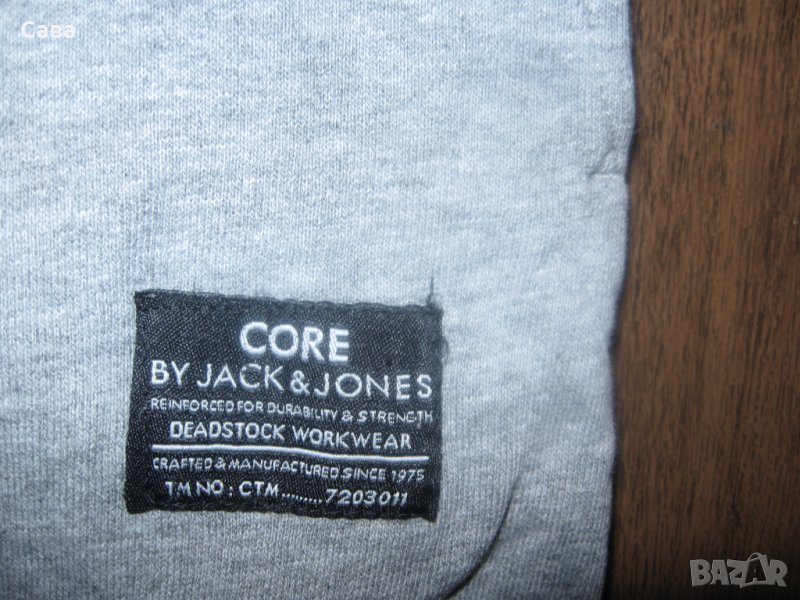 Сава
CORE
BY JACK & JONES
REINFORCED FOR DURABILITY & STRENGTH
DEADSTOCK WORKWEAR
CRAFTED & MANUFACTURED SINCE 1975
TM NO: CTM........7203011
BAZAR